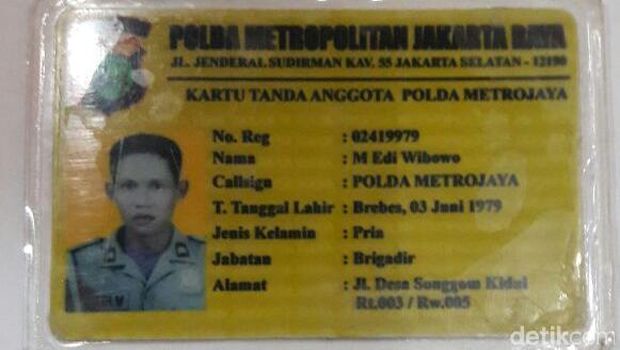 POLDA METROPOLITAN JAKARTA RAYA
JL. JENDERAL SUDIRMAN KAV. 55 JAKARTA SELATAN - 12190
KARTU TANDA ANGGOTA POLDA METROJAYA
No. Reg : 02419979
Nama : M Edi Wibowo
Callsign : POLDA METROJAYA
T. Tanggal Lahir : Brebes, 03 Juni 1979
Jenis Kelamin : Pria
Jabatan : Brigadir
Alamat : Jl. Desa Songgom Kidul
Rt.003 / Rw.005
detikcom